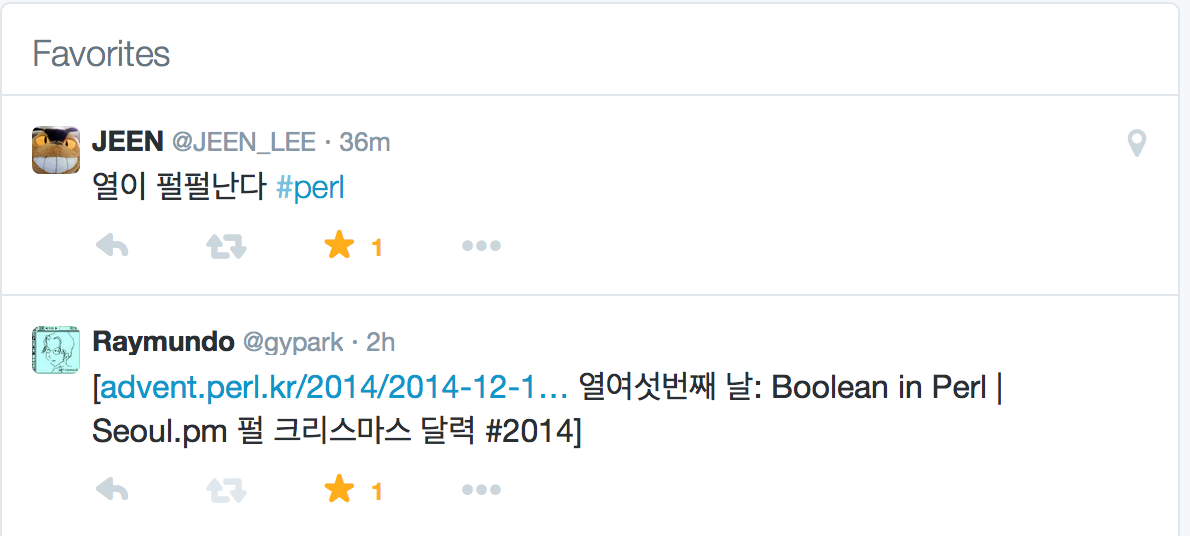 Favorites
JEEN @JEEN_LEE · 36m
열이 펄펄난다 #perl
1
Raymundo @gypark · 2h
[advent.perl.kr/2014/2014-12-1… 열여섯번째 날: Boolean in Perl |
Seoul.pm 펄 크리스마스 달력 #2014]
1